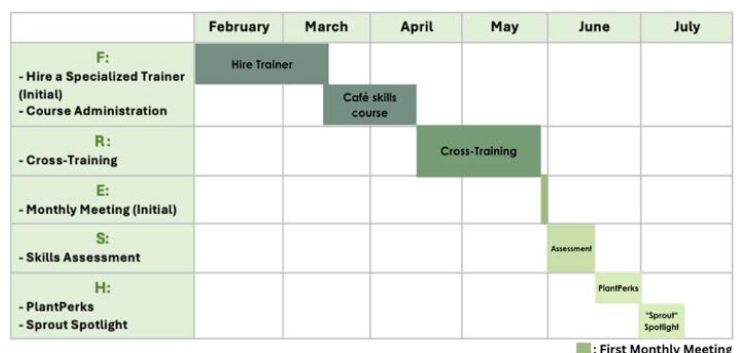 February March April May June July
F:
- Hire a Specialized Trainer
(Initial)
- Course Administration
Hire Trainer
Café skills
course
R:
- Cross-Training
Cross-Training
E:
- Monthly Meeting (Initial)
S:
- Skills Assessment
Assessment
H:
- PlantPerks
- Sprout Spotlight
PlantPerks
"Sprout"
Spotlight
: First Monthly Meeting